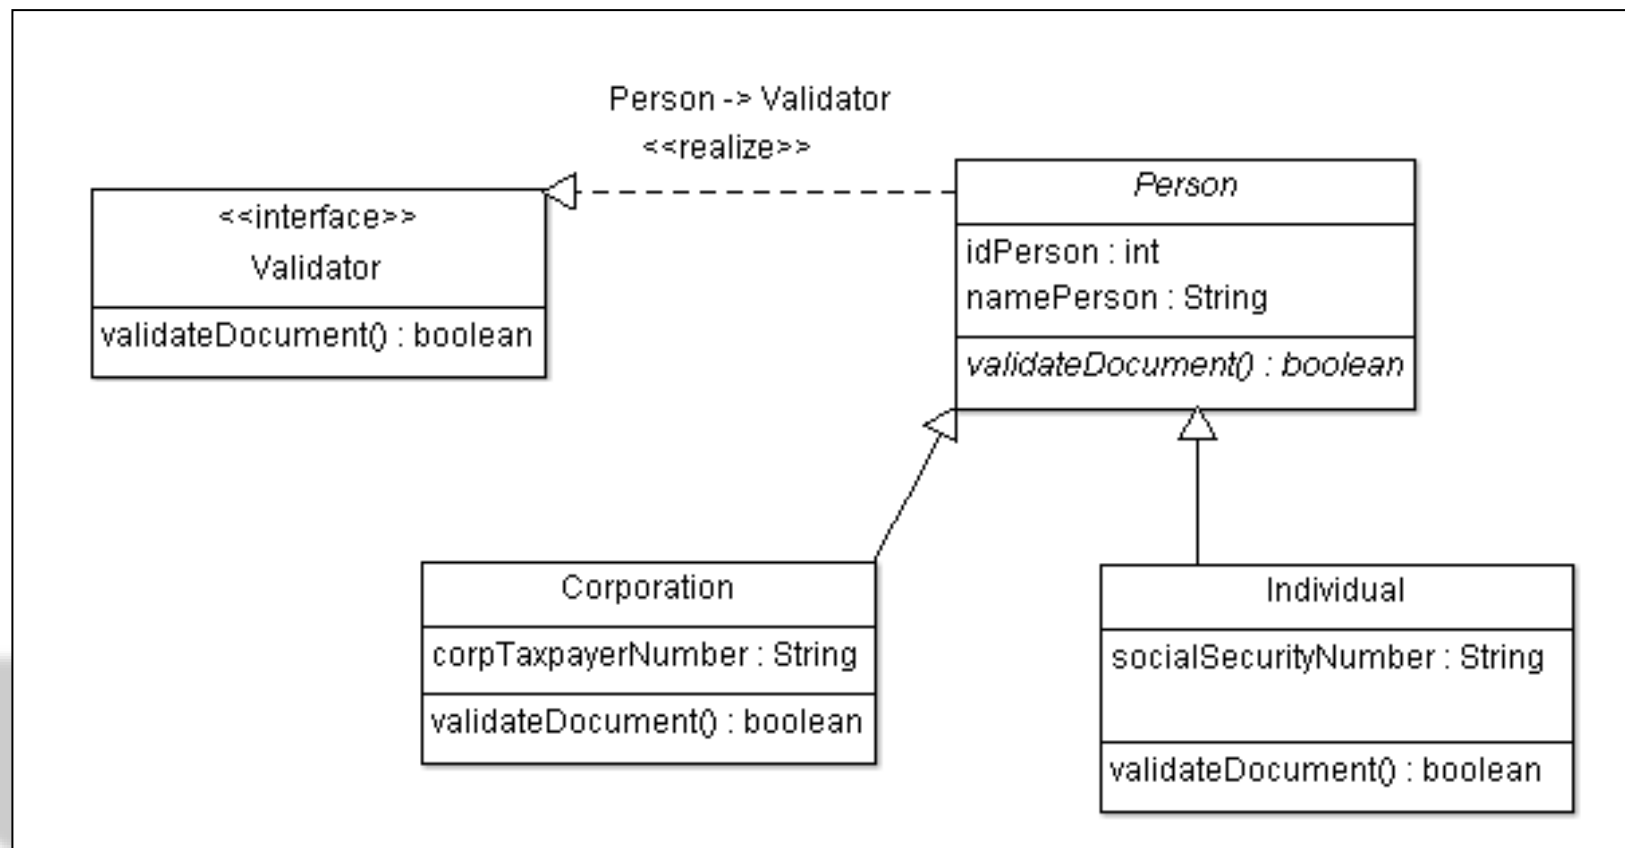 Person -> Validator
<<realize>>
<<interface>>
Validator
validateDocument() : boolean
Person
idPerson : int
namePerson : String
validateDocument() : boolean
Corporation
corpTaxpayerNumber : String
validateDocument() : boolean
Individual
socialSecurityNumber : String
validateDocument() : boolean